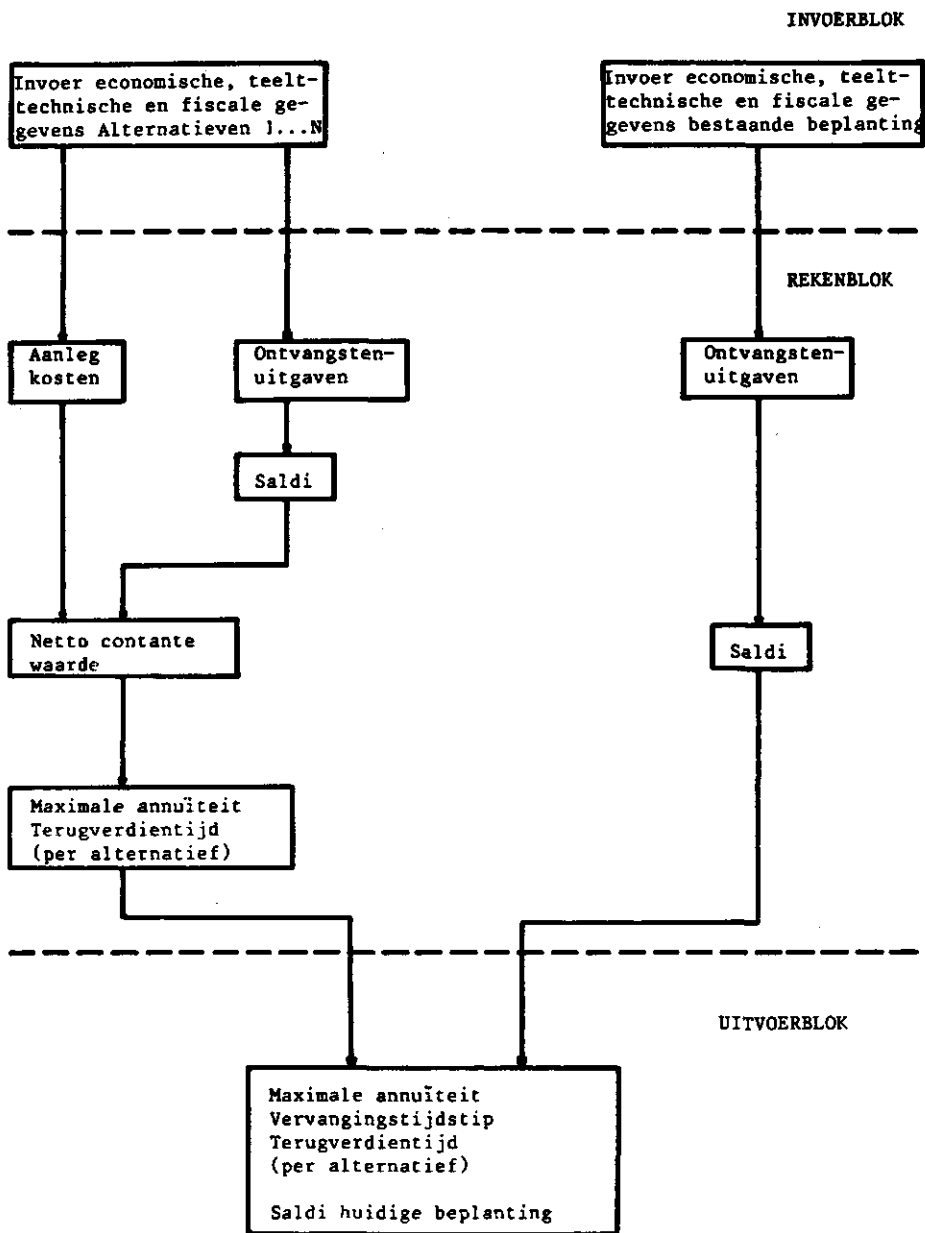 INVOERBLOK
Invoer economische, teelt-
technische en fiscale ge-
gevens Alternatieven 1...N
Invoer economische, teelt-
technische en fiscale ge-
gevens bestaande beplanting
REKENBLOK
Aanleg
kosten
Ontvangsten-
uitgaven
Ontvangsten-
uitgaven
Saldi
Netto contante
waarde
Saldi
Maximale annuïteit
Terugverdientijd
(per alternatief)
UITVOERBLOK
Maximale annuïteit
Vervangingstijdstip
Terugverdientijd
(per alternatief)
Saldi huidige beplanting